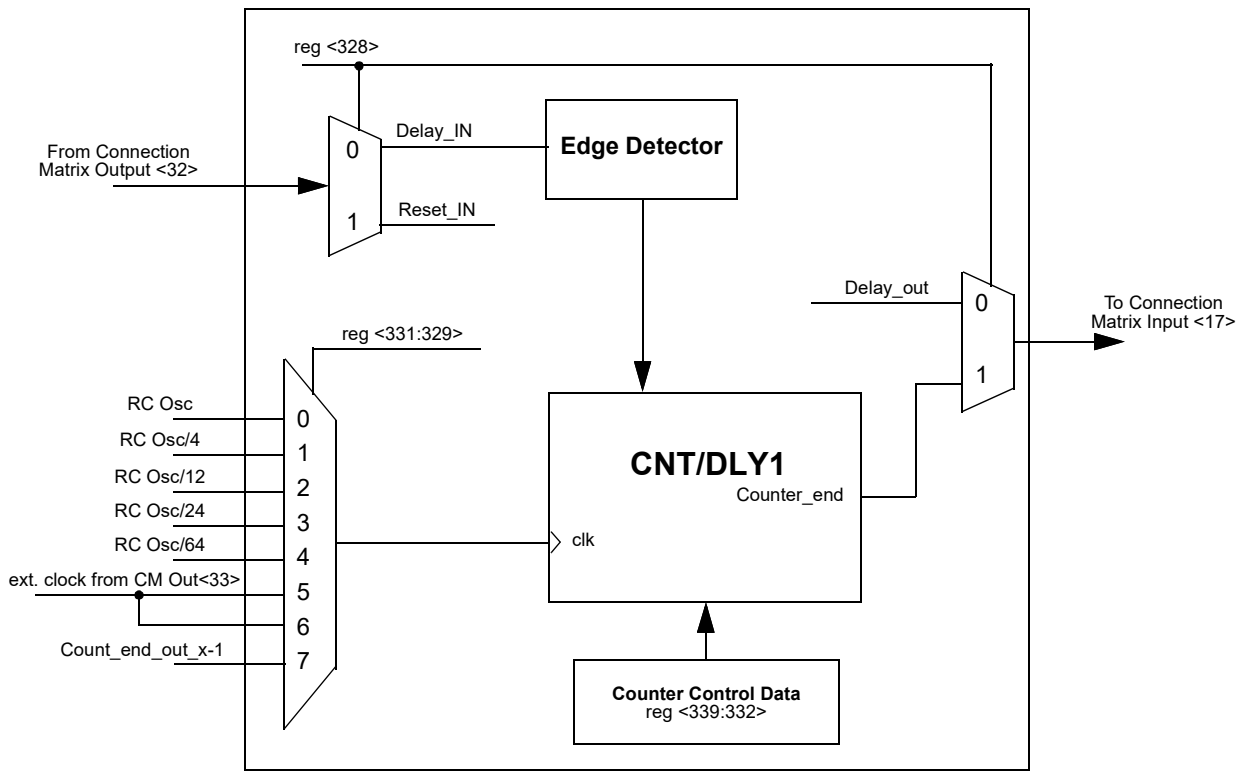 reg <328>
0
Delay_IN
Edge Detector
From Connection
Matrix Output <32>
1
Reset_IN
Delay_out
0
To Connection
Matrix Input <17>
1
reg <331:329>
RC Osc
0
RC Osc/4
1
RC Osc/12
2
RC Osc/24
3
RC Osc/64
4
ext. clock from CM Out<33>
5
6
Count_end_out_x-1
7
CNT/DLY1
Counter_end
clk
Counter Control Data
reg <339:332>